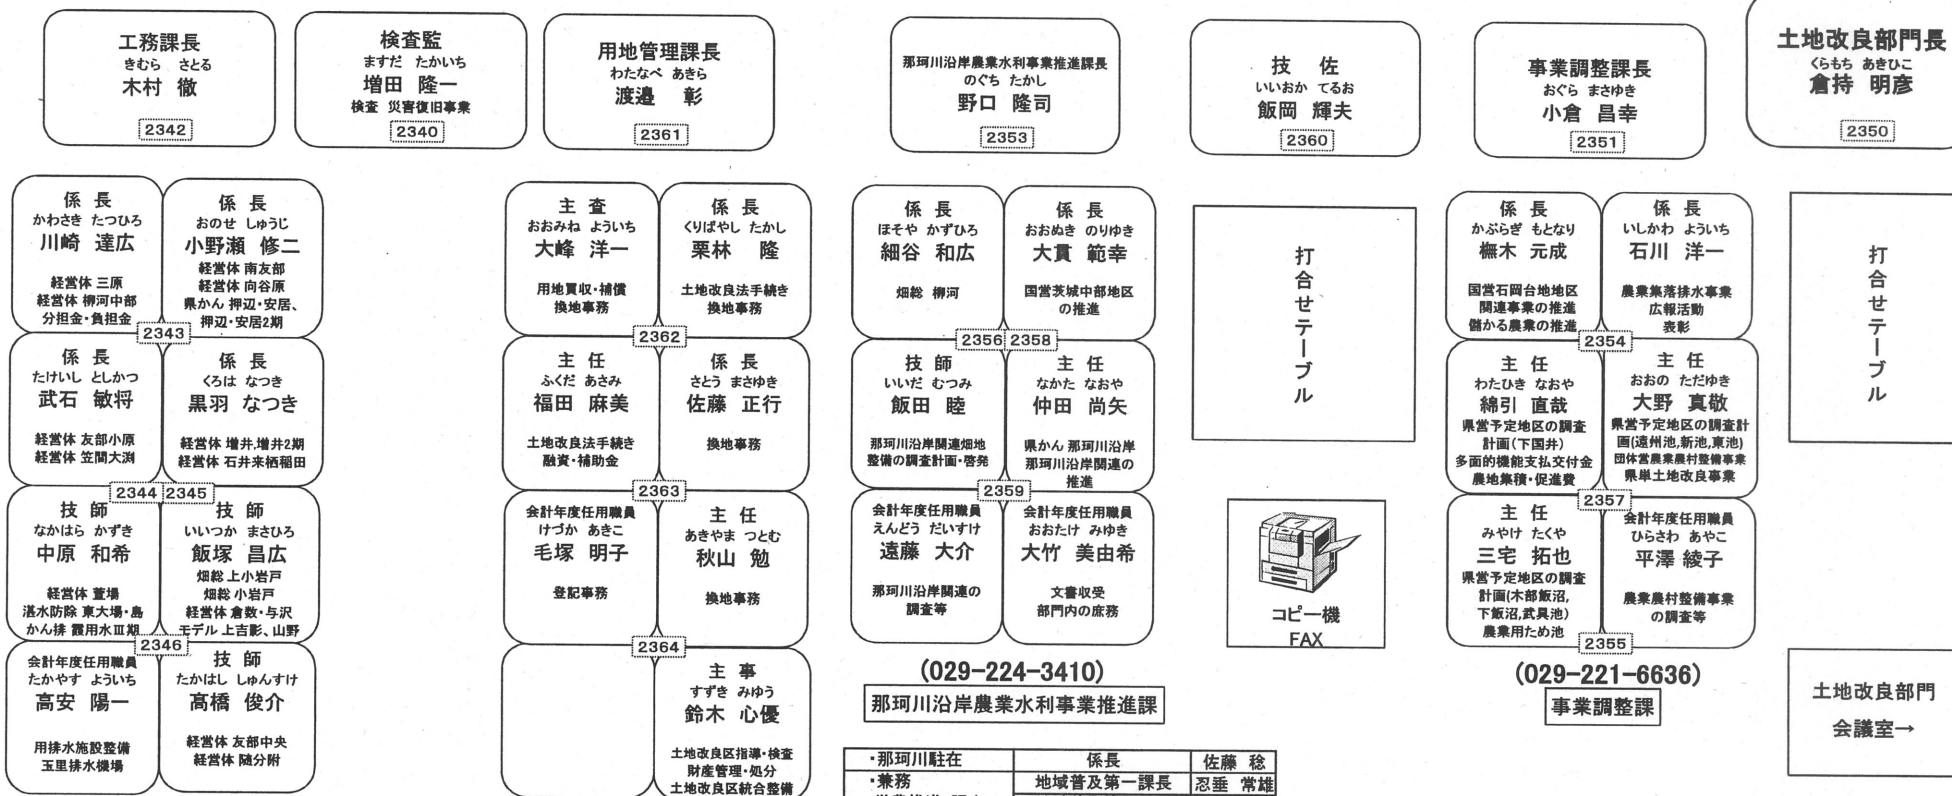 工務課長
きむら さとる
木村 徹
2342
検査監
ますだ たかいち
増田 隆一
検査 災害復旧事業
2340
用地管理課長
わたなべ あきら
渡邉 彰
2361
那珂川沿岸農業水利事業推進課長
のぐち たかし
野口 隆司
2353
技 佐
いいおか てるお
飯岡 輝夫
2360
事業調整課長
おぐら まさゆき
小倉 昌幸
2351
土地改良部門長
くらもち あきひこ
倉持 明彦
2350
係 長
かわさき たつひろ
川崎 達広
経営体 三原
経営体 柳河中部
分担金・負担金
係 長
おのせ しゅうじ
小野瀬 修二
経営体 南友部
経営体 向谷原
県かん 押辺・安居、
押辺・安居2期
2343
係 長
たけいし としかつ
武石 敏将
経営体 友部小原
経営体 笠間大渕
係 長
くろは なつき
黒羽 なつき
経営体 増井,増井2期
経営体 石井来栖稲田
2344
2345
技 師
なかはら かずき
中原 和希
経営体 萱場
湛水防除 東大場・島
かん排 霞用水Ⅲ期
技 師
いいつか まさひろ
飯塚 昌広
畑総 上小岩戸
畑総 小岩戸
経営体 倉数・与沢
モデル 上吉影、山野
2346
会計年度任用職員
たかやす よういち
高安 陽一
用排水施設整備
玉里排水機場
技 師
たかはし しゅんすけ
髙橋 俊介
経営体 友部中央
経営体 随分附
主 査
おおみね よういち
大峰 洋一
用地買収・補償
換地事務
係 長
くりばやし たかし
栗林 隆
土地改良法手続き
換地事務
2362
主 任
ふくだ あさみ
福田 麻美
土地改良法手続き
融資・補助金
係 長
さとう まさゆき
佐藤 正行
換地事務
2363
会計年度任用職員
けづか あきこ
毛塚 明子
登記事務
主 任
あきやま つとむ
秋山 勉
換地事務
2364
主 事
すずき みゆう
鈴木 心優
土地改良区指導・検査
財産管理・処分
土地改良区統合整備
係 長
ほそや かずひろ
細谷 和広
畑総 柳河
係 長
おおぬき のりゆき
大貫 範幸
国営茨城中部地区
の推進
2356
2358
技 師
いいだ むつみ
飯田 睦
那珂川沿岸関連畑地
整備の調査計画・啓発
主 任
なかた なおや
仲田 尚矢
県かん 那珂川沿岸
那珂川沿岸関連の
推進
2359
会計年度任用職員
えんどう だいすけ
遠藤 大介
那珂川沿岸関連の
調査等
会計年度任用職員
おおたけ みゆき
大竹 美由希
文書収受
部門内の庶務
(029-224-3410)
那珂川沿岸農業水利事業推進課
・那珂川駐在
係長
佐藤 稔
・兼務
地域普及第一課長
忍垂 常雄
打合せテーブル
コピー機
FAX
係 長
かぶらぎ もとなり
橅木 元成
国営石岡台地地区
関連事業の推進
儲かる農業の推進
係 長
いしかわ よういち
石川 洋一
農業集落排水事業
広報活動
表彰
2354
主 任
わたひき なおや
綿引 直哉
県営予定地区の調査
計画(下国井)
多面的機能支払交付金
農地集積・促進費
主 任
おおの ただゆき
大野 真敬
県営予定地区の調査計
画(遠州池,新池,東池)
団体営農業農村整備事業
県単土地改良事業
2357
主 任
みやけ たくや
三宅 拓也
県営予定地区の調査
計画(木部飯沼,
下飯沼,武具池)
農業用ため池
会計年度任用職員
ひらさわ あやこ
平澤 綾子
農業農村整備事業
の調査等
2355
(029-221-6636)
事業調整課
打合せテーブル
土地改良部門
会議室→